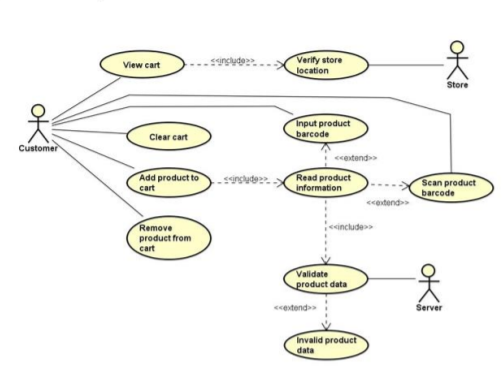 View cart
<<include>>
Verify store
location
Store
Customer
Clear cart
Input product
barcode
<<extend>>
Add product to
cart
<<include>>
Read product
information
<<extend>>
Scan product
barcode
Remove
product from
cart
<<include>>
Validate
product data
Server
<<extend>>
Invalid product
data